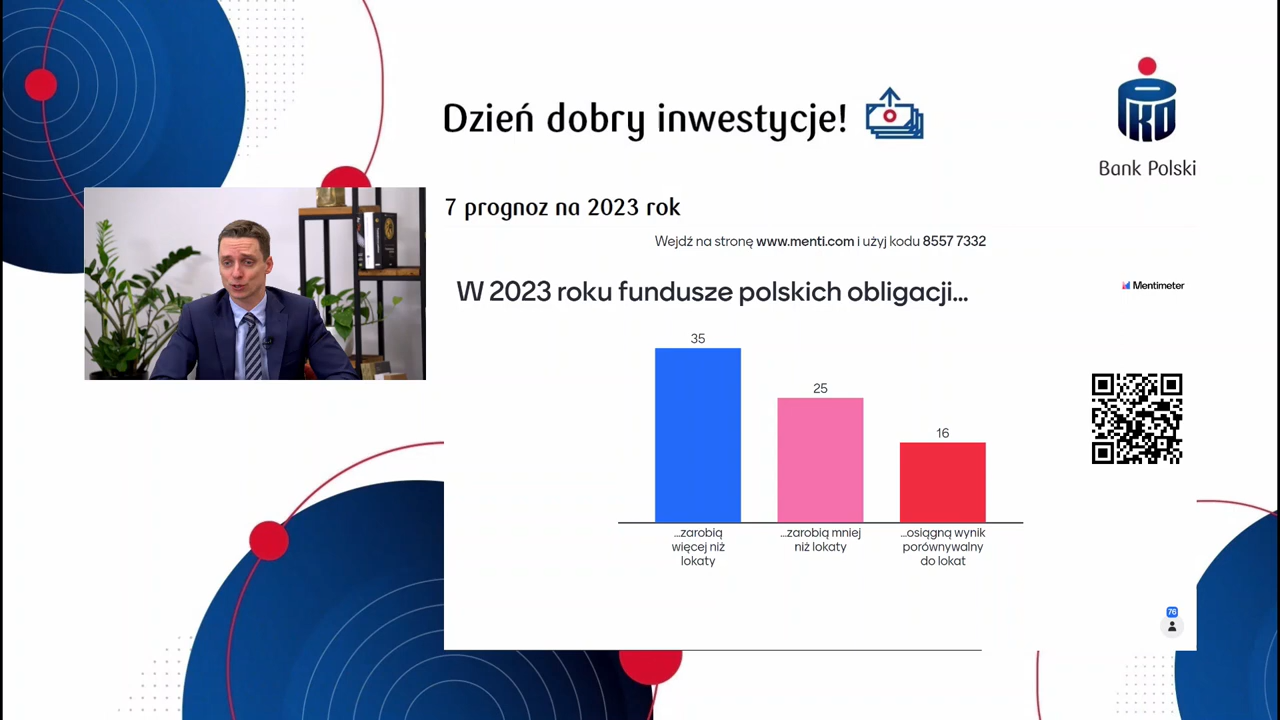 Dzień dobry inwestycje!
PKO
Bank Polski
7 prognoz na 2023 rok
Wejdź na stronę www.menti.com i użyj kodu 8557 7332
W 2023 roku fundusze polskich obligacji...
Mentimeter
35
25
16
...zarobią
więcej niż
lokaty
...zarobią mniej
niż lokaty
...osiągną wynik
porównywalny
do lokat
76